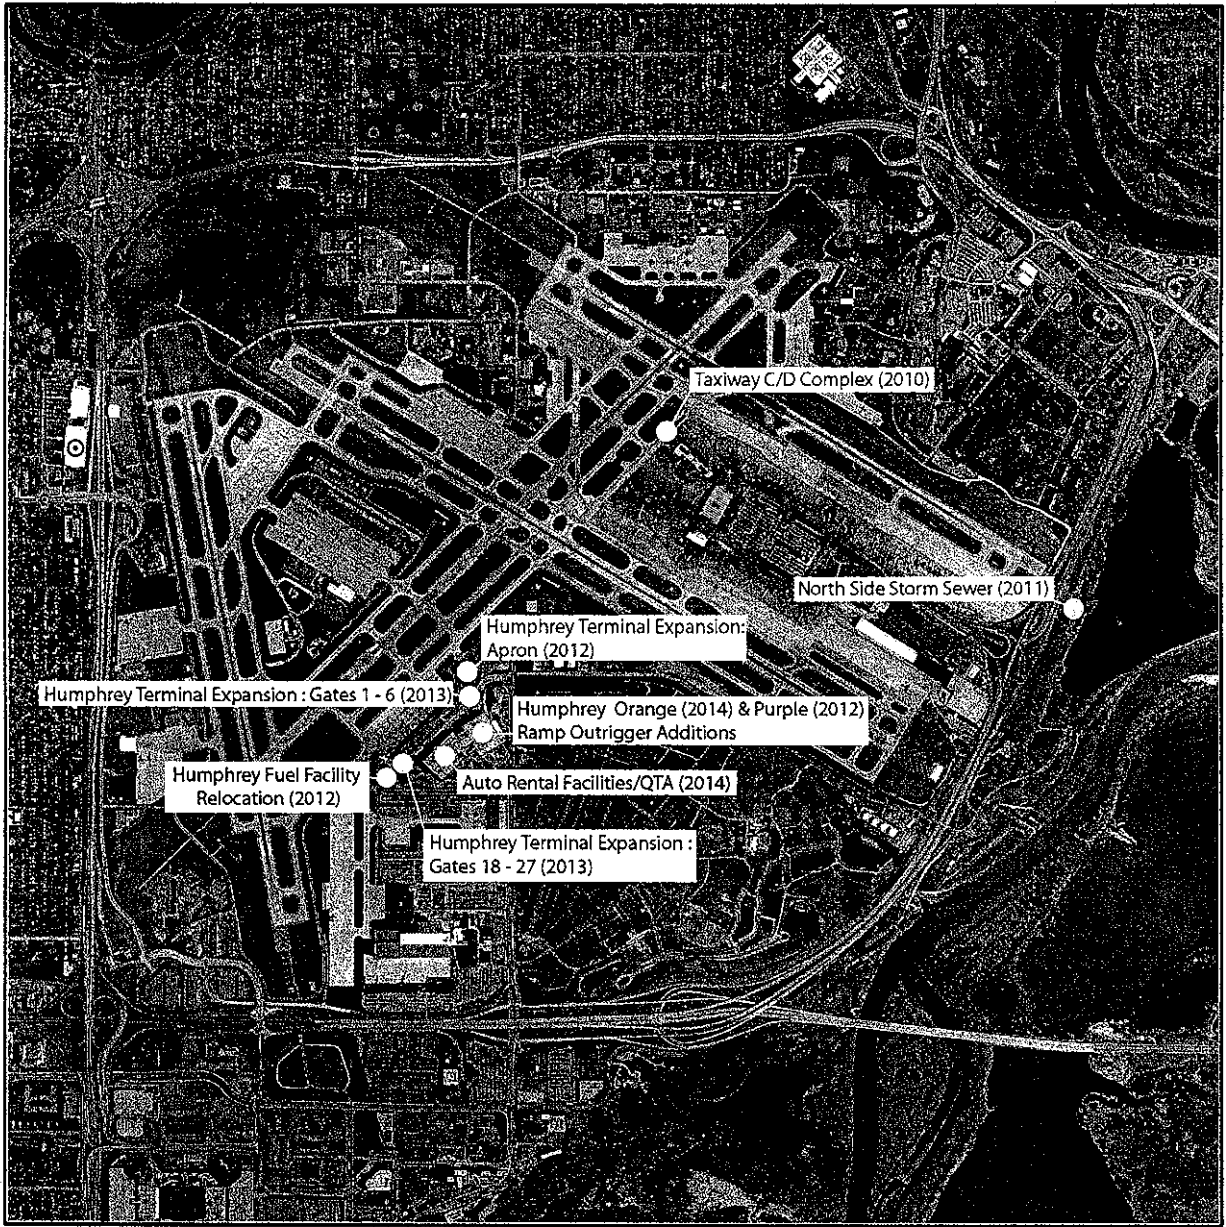 Taxiway C/D Complex (2010)
North Side Storm Sewer (2011)
Humphrey Terminal Expansion:
Apron (2012)
Humphrey Terminal Expansion : Gates 1 - 6 (2013)
Humphrey Orange (2014) & Purple (2012)
Ramp Outrigger Additions
Humphrey Fuel Facility
Relocation (2012)
Auto Rental Facilities/QTA (2014)
Humphrey Terminal Expansion :
Gates 18 - 27 (2013)